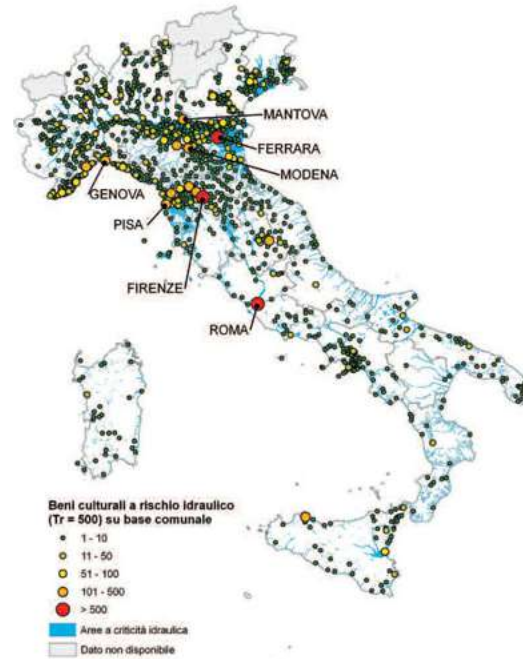 MANTOVA
FERRARA
MODENA
GENOVA
PISA
FIRENZE
ROMA
Beni culturali a rischio idraulico
(Tr = 500) su base comunale
1 - 10
11 - 50
51 - 100
101 - 500
> 500
Aree a criticità idraulica
Dato non disponibile